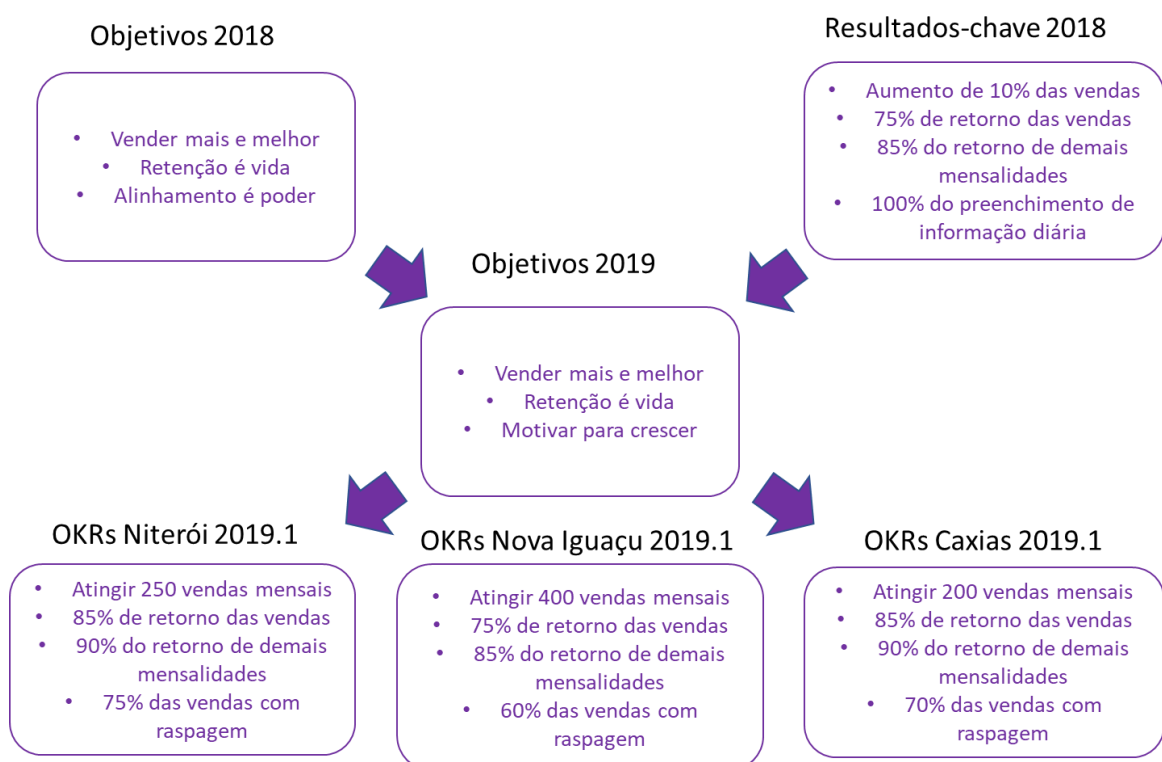 Objetivos 2018
• Vender mais e melhor
• Retenção é vida
• Alinhamento é poder
Resultados-chave 2018
• Aumento de 10% das vendas
• 75% de retorno das vendas
• 85% do retorno de demais
mensalidades
• 100% do preenchimento de
informação diária
Objetivos 2019
• Vender mais e melhor
• Retenção é vida
• Motivar para crescer
OKRs Niterói 2019.1
• Atingir 250 vendas mensais
• 85% de retorno das vendas
• 90% do retorno de demais
mensalidades
• 75% das vendas com
raspagem
OKRs Nova Iguaçu 2019.1
• Atingir 400 vendas mensais
• 75% de retorno das vendas
• 85% do retorno de demais
mensalidades
• 60% das vendas com
raspagem
OKRs Caxias 2019.1
• Atingir 200 vendas mensais
• 85% de retorno das vendas
• 90% do retorno de demais
mensalidades
• 70% das vendas com
raspagem